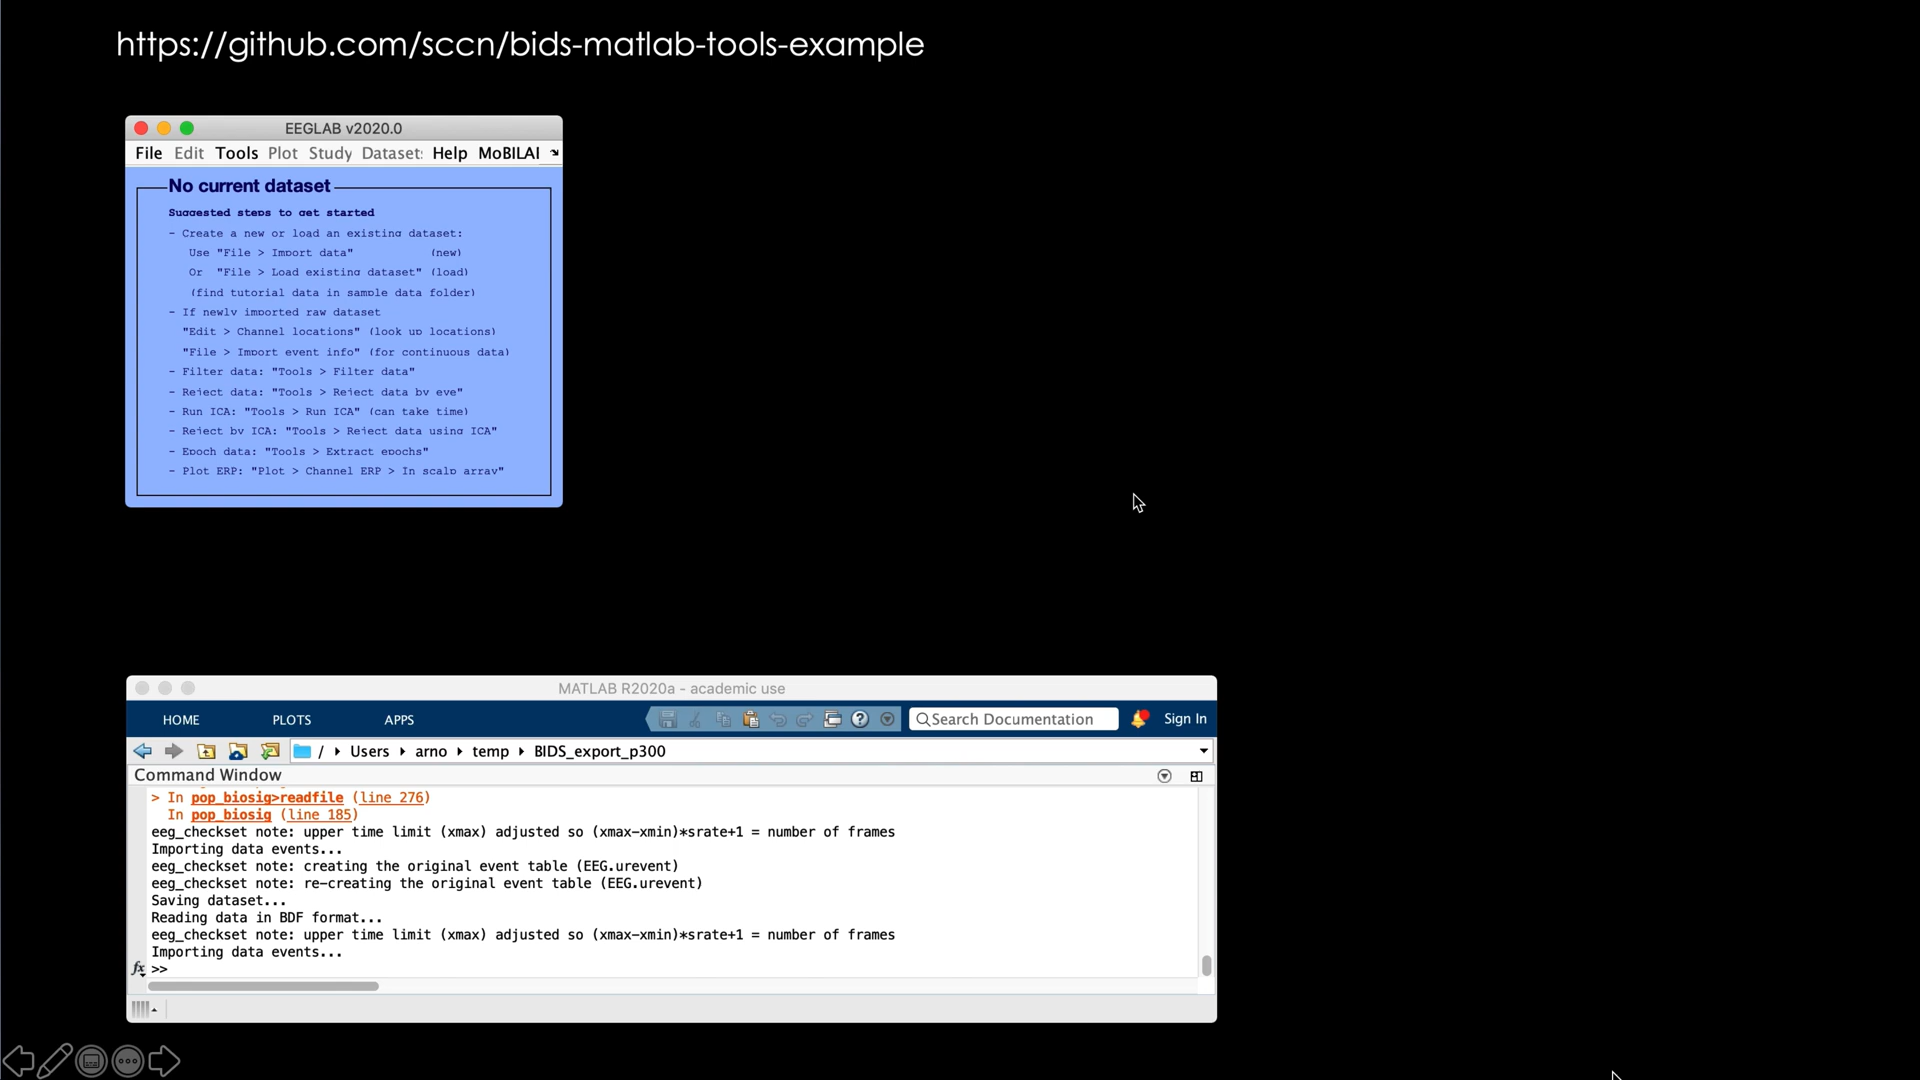 https://github.com/sccn/bids-matlab-tools-example
EEGLAB v2020.0
File Edit Tools Plot Study Datasets Help MoBILAB
No current dataset
Suggested steps to get started
- Create a new or load an existing dataset:
Use "File > Import data" (new)
Or "File > Load existing dataset" (load)
(find tutorial data in sample_data folder)
- If newly imported raw dataset
"Edit > Channel locations" (look up locations)
"File > Import event info" (for continuous data)
- Filter data: "Tools > Filter data"
- Reject data: "Tools > Reject data by eye"
- Run ICA: "Tools > Run ICA" (can take time)
- Reject by ICA: "Tools > Reject data using ICA"
- Epoch data: "Tools > Extract epochs"
- Plot ERP: "Plot > Channel ERP > In scalp array"
MATLAB R2020a - academic use
HOME PLOTS APPS Search Documentation Sign In
/ Users arno temp BIDS_export_p300
Command Window
> In pop_biosig>readfile (line 276)
In pop_biosig (line 185)
eeg_checkset note: upper time limit (xmax) adjusted so (xmax-xmin)*srate+1 = number of frames
Importing data events...
eeg_checkset note: creating the original event table (EEG.urevent)
eeg_checkset note: re-creating the original event table (EEG.urevent)
Saving dataset...
Reading data in BDF format...
eeg_checkset note: upper time limit (xmax) adjusted so (xmax-xmin)*srate+1 = number of frames
Importing data events...
fx >>